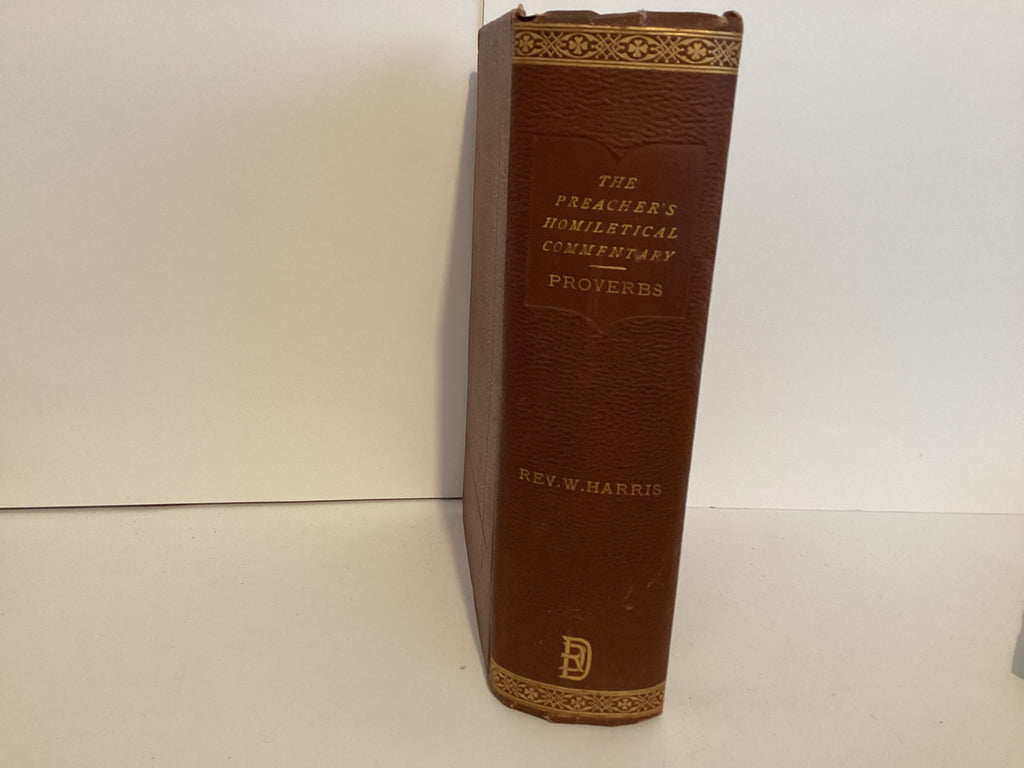 THE
PREACHER'S
HOMILETICAL
COMMENTARY
PROVERBS
REV. W. HARRIS